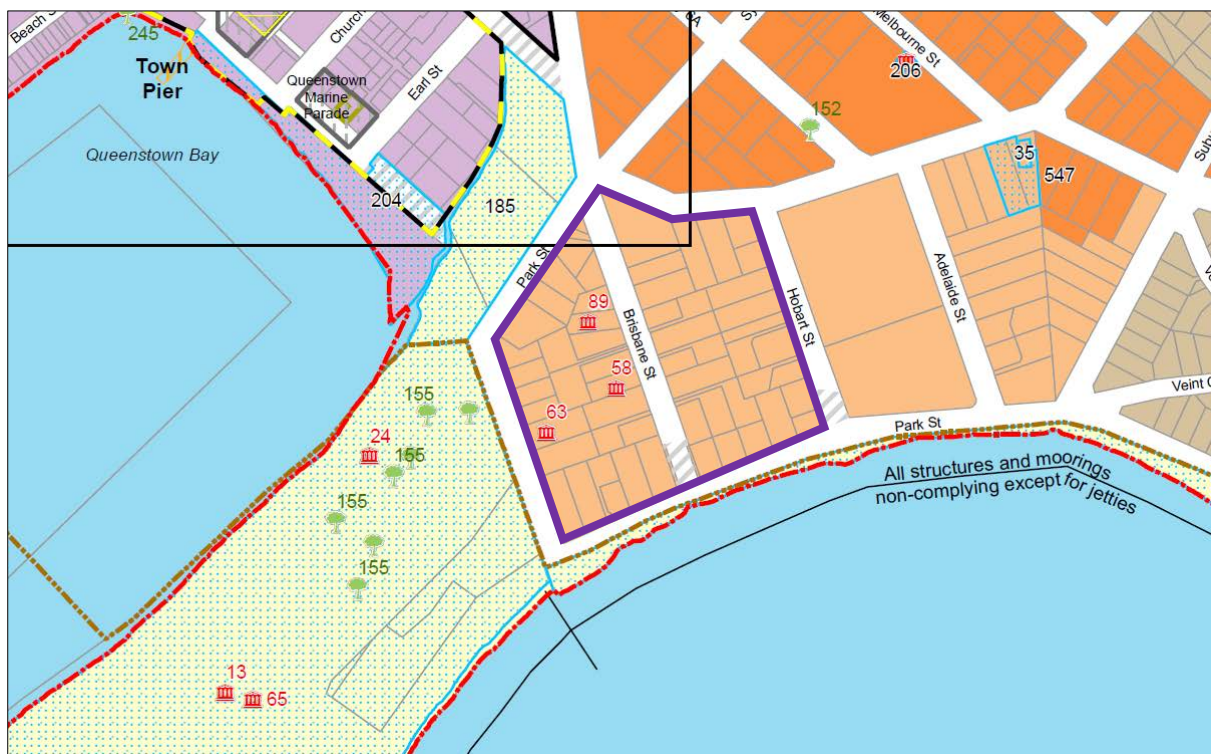 Beach S
245
Town
Pier
Church
Earl St
Queenstown
Marine
Parade
Queenstown Bay
204
185
6A
S
Melbourne St
206
152
35
547
Sub
Park St
89
Brisbane St
58
63
Hobart St
Adelaide St
Veint C
Park St
155
24
155
155
155
13
65
All structures and moorings
non-complying except for jetties